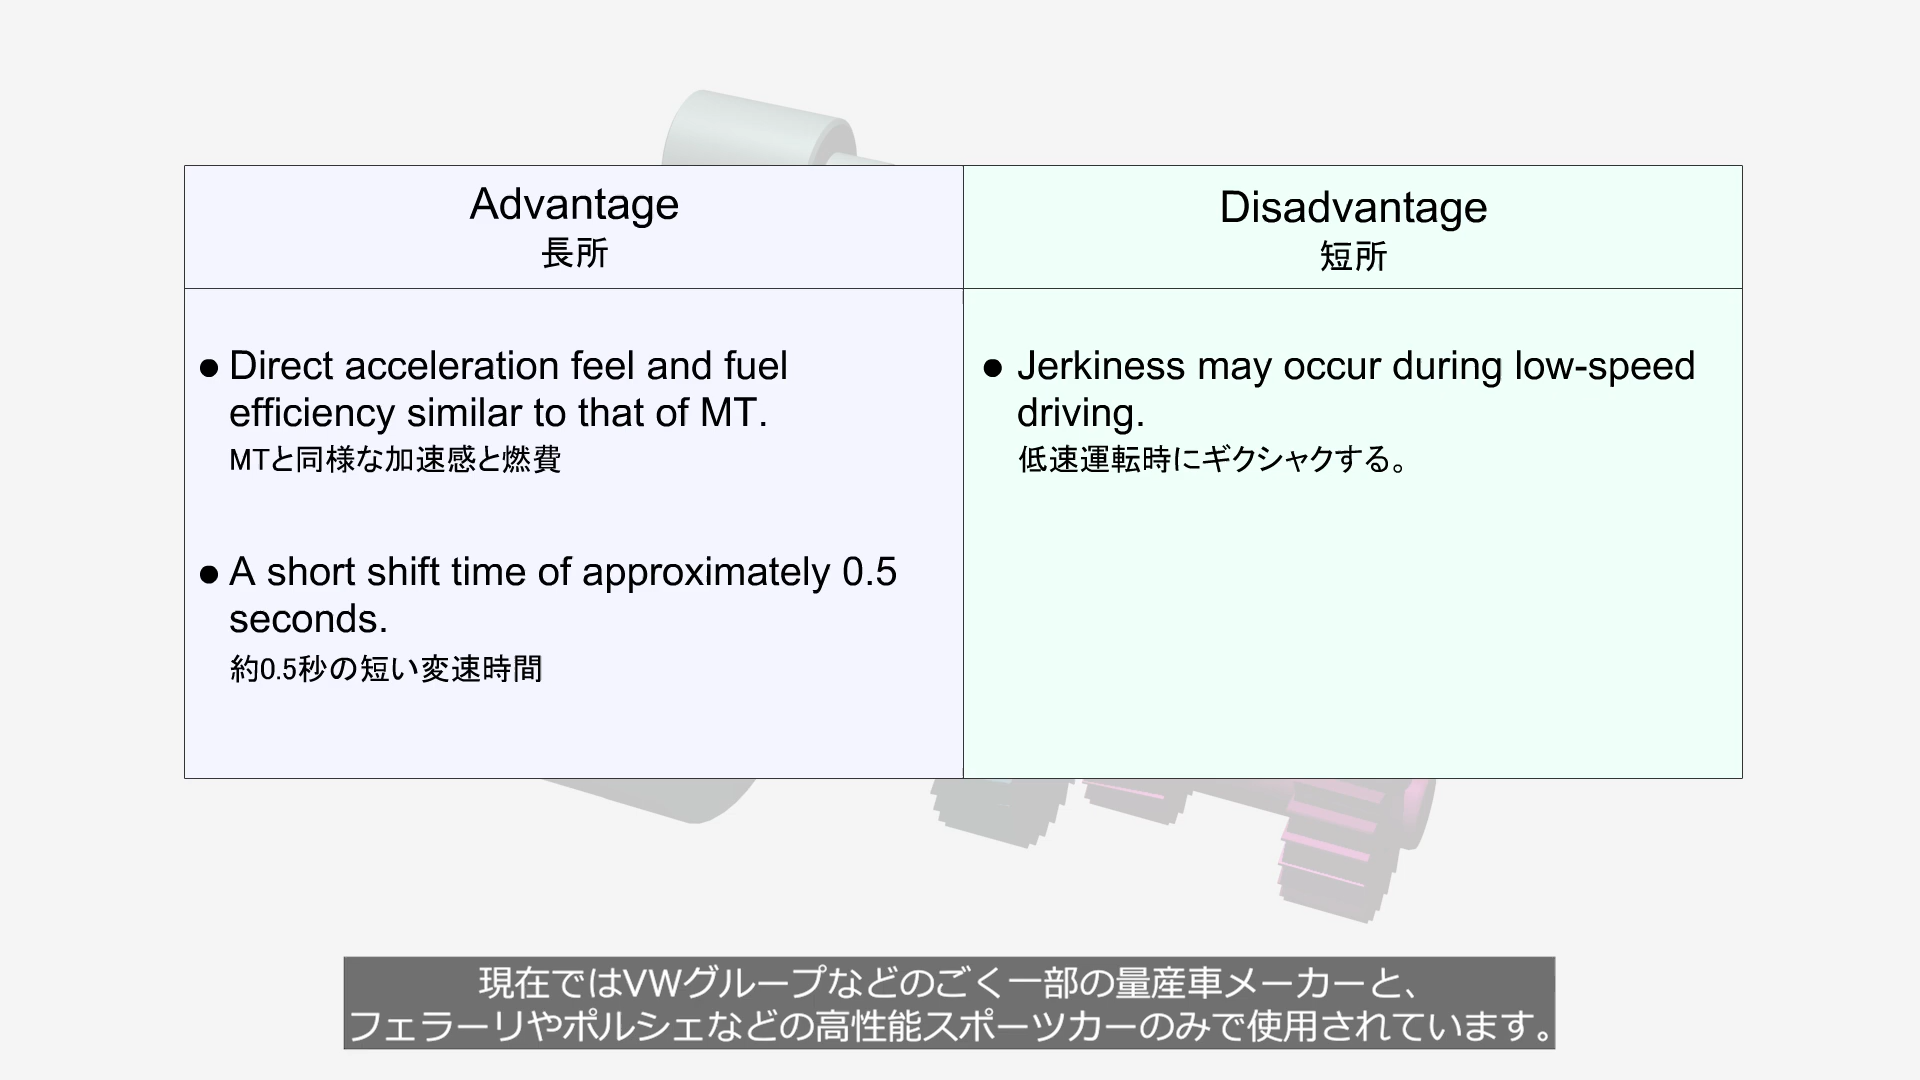 Advantage
長所
Disadvantage
短所
● Direct acceleration feel and fuel
efficiency similar to that of MT.
MTと同様な加速感と燃費
● A short shift time of approximately 0.5
seconds.
約0.5秒の短い変速時間
● Jerkiness may occur during low-speed
driving.
低速運転時にギクシャクする。
現在ではVWグループなどのごく一部の量産車メーカーと、
フェラーリやポルシェなどの高性能スポーツカーのみで使用されています。